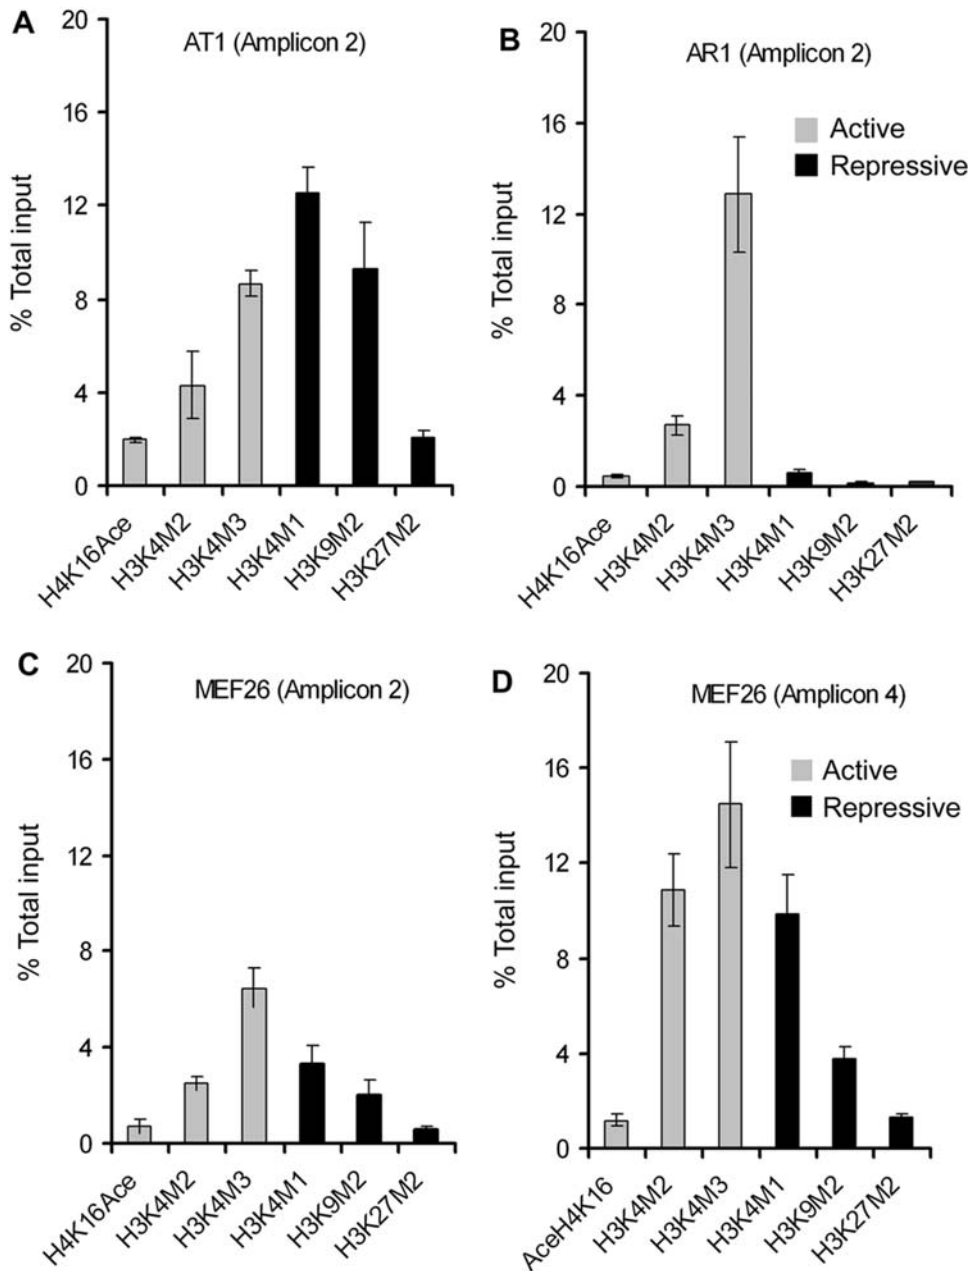 A
AT1 (Amplicon 2)
% Total input
20
16
12
8
4
0
H4K16Ace
H3K4M2
H3K4M3
H3K4M1
H3K9M2
H3K27M2
B
AR1 (Amplicon 2)
Active
Repressive
% Total input
20
16
12
8
4
0
H4K16Ace
H3K4M2
H3K4M3
H3K4M1
H3K9M2
H3K27M2
C
MEF26 (Amplicon 2)
% Total input
20
16
12
8
4
0
H4K16Ace
H3K4M2
H3K4M3
H3K4M1
H3K9M2
H3K27M2
D
MEF26 (Amplicon 4)
Active
Repressive
% Total input
20
16
12
8
4
0
AceH4K16
H3K4M2
H3K4M3
H3K4M1
H3K9M2
H3K27M2